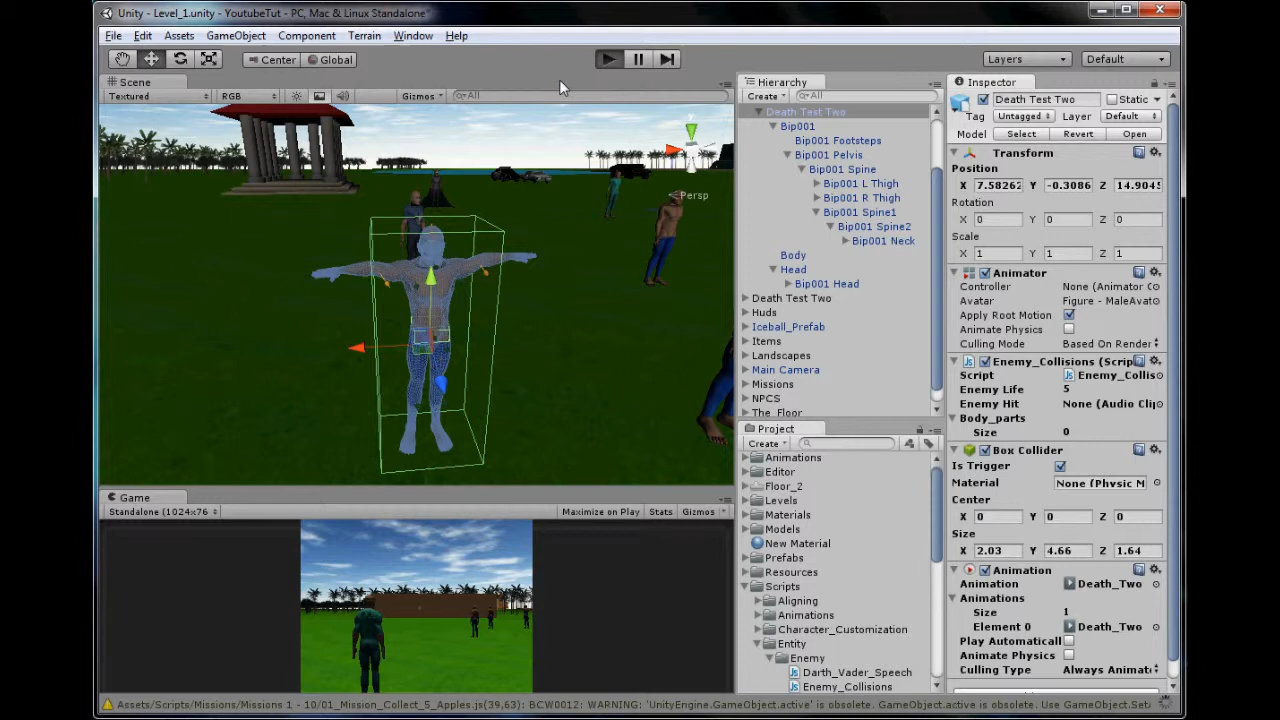 Unity - Level_1.unity - YoutubeTut - PC, Mac & Linux Standalone*
File Edit Assets GameObject Component Terrain Window Help
Center Global Layers Default
Scene
Textured RGB Gizmos All
Persp
Game
Standalone (1024x76 Maximize on Play Stats Gizmos
Hierarchy
Create All
Death Test Two
Bip001
Bip001 Footsteps
Bip001 Pelvis
Bip001 Spine
Bip001 L Thigh
Bip001 R Thigh
Bip001 Spine1
Bip001 Spine2
Bip001 Neck
Body
Head
Bip001 Head
Death Test Two
Huds
Iceball_Prefab
Items
Landscapes
Main Camera
Missions
NPCS
The_Floor
Project
Create
Animations
Editor
Floor_2
Levels
Materials
Models
New Material
Prefabs
Resources
Scripts
Aligning
Animations
Character_Customization
Entity
Enemy
Darth_Vader_Speech
Enemy_Collisions
Inspector
Death Test Two Static
Tag Untagged Layer Default
Model Select Revert Open
Transform
Position
X 7.58262 Y -0.3086 Z 14.9045
Rotation
X 0 Y 0 Z 0
Scale
X 1 Y 1 Z 1
Animator
Controller None (Animator C
Avatar Figure - MaleAvat
Apply Root Motion
Animate Physics
Culling Mode Based On Render
Enemy_Collisions (Scrip
Script Enemy_Collis
Enemy Life 5
Enemy Hit None (Audio Clip
Body_parts
Size 0
Box Collider
Is Trigger
Material None (Physic M
Center
X 0 Y 0 Z 0
Size
X 2.03 Y 4.66 Z 1.64
Animation
Animation Death_Two
Animations
Size 1
Element 0 Death_Two
Play Automaticall
Animate Physics
Culling Type Always Animat
Assets/Scripts/Missions/Missions 1 - 10/01_Mission_Collect_5_Apples.js(39,63): BCW0012: WARNING: 'UnityEngine.GameObject.active' is obsolete. GameObject.active is obsolete. Use GameObject.Set